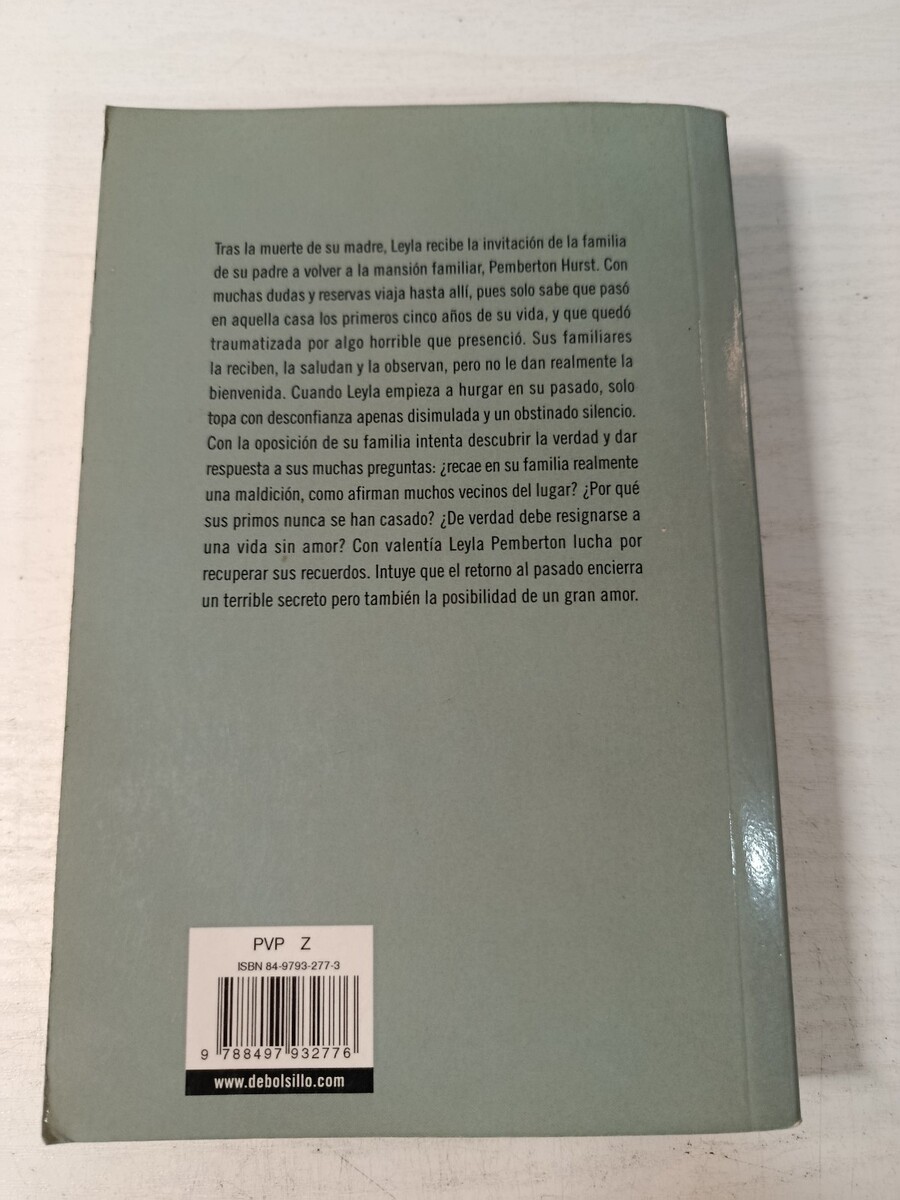 Tras la muerte de su madre, Leyla recibe la invitación de la familia
de su padre a volver a la mansión familiar, Pemberton Hurst. Con
muchas dudas y reservas viaja hasta allí, pues solo sabe que pasó
en aquella casa los primeros cinco años de su vida, y que quedó
traumatizada por algo horrible que presenció. Sus familiares
la reciben, la saludan y la observan, pero no le dan realmente la
bienvenida. Cuando Leyla empieza a hurgar en su pasado, solo
topa con desconfianza apenas disimulada y un obstinado silencio.
Con la oposición de su familia intenta descubrir la verdad y dar
respuesta a sus muchas preguntas: ¿recae en su familia realmente
una maldición, como afirman muchos vecinos del lugar? ¿Por qué
sus primos nunca se han casado? ¿De verdad debe resignarse a
una vida sin amor? Con valentía Leyla Pemberton lucha por
recuperar sus recuerdos. Intuye que el retorno al pasado encierra
un terrible secreto pero también la posibilidad de un gran amor.
PVP Z
ISBN 84-9793-277-3
9 788497 932776
www.debolsillo.com